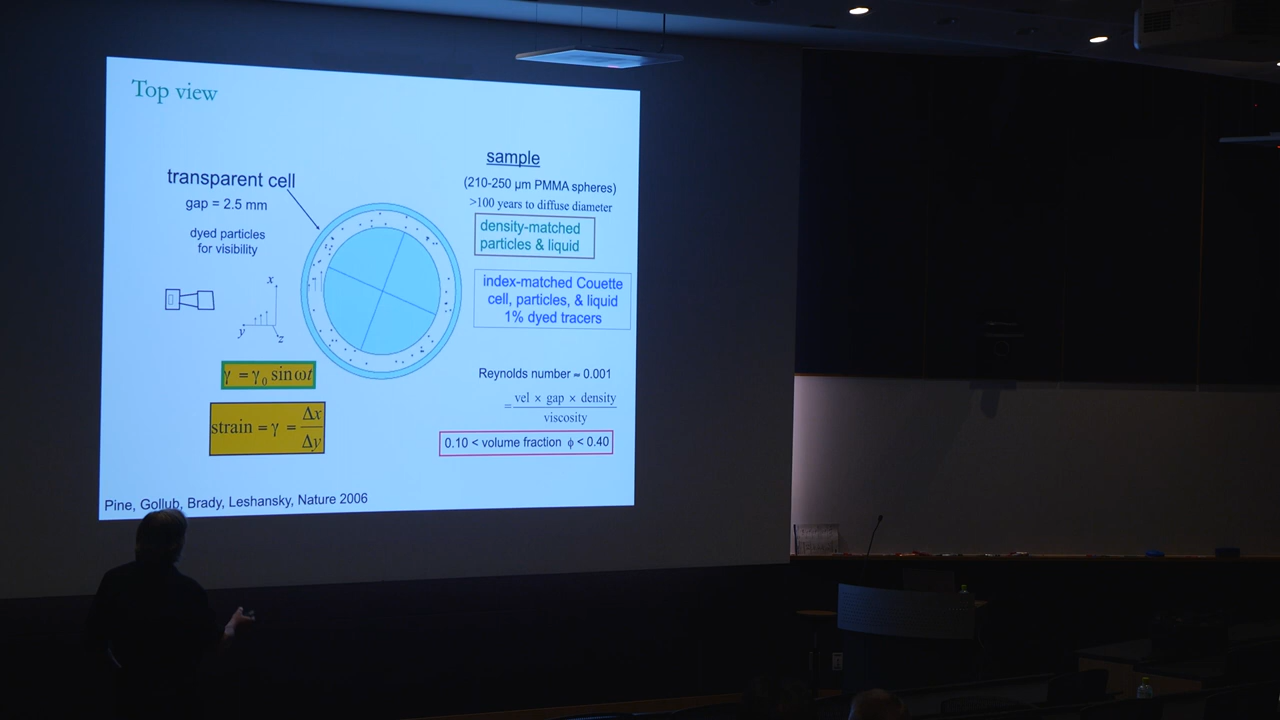 Top view
transparent cell
gap = 2.5 mm
dyed particles
for visibility
x
y
z
γ = γ₀ sin ωt
strain = γ = Δx / Δy
sample
(210-250 µm PMMA spheres)
>100 years to diffuse diameter
density-matched
particles & liquid
index-matched Couette
cell, particles, & liquid
1% dyed tracers
Reynolds number ≈ 0.001
= vel × gap × density
viscosity
0.10 < volume fraction ϕ < 0.40
Pine, Gollub, Brady, Leshansky, Nature 2006